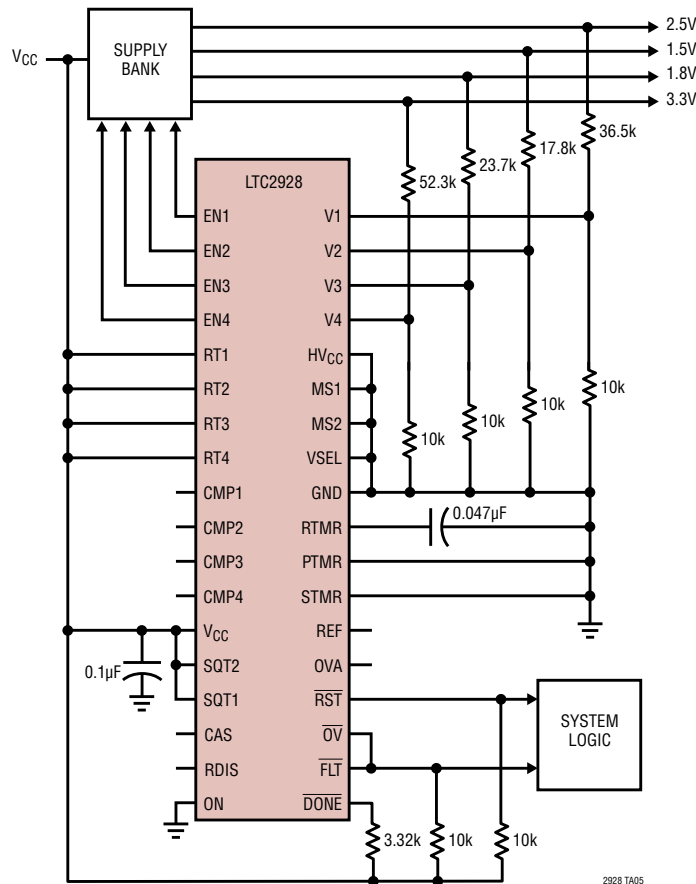 2.5V
VCC
SUPPLY
BANK
1.5V
1.8V
3.3V
36.5k
17.8k
23.7k
52.3k
LTC2928
EN1
V1
EN2
V2
EN3
V3
EN4
V4
RT1
HVCC
RT2
MS1
RT3
MS2
RT4
VSEL
10k
10k
10k
10k
CMP1
GND
CMP2
RTMR
0.047µF
CMP3
PTMR
CMP4
STMR
VCC
REF
0.1µF
SQT2
OVA
SQT1
RST
CAS
OV
SYSTEM
LOGIC
RDIS
FLT
ON
DONE
3.32k
10k
10k
2928 TA05